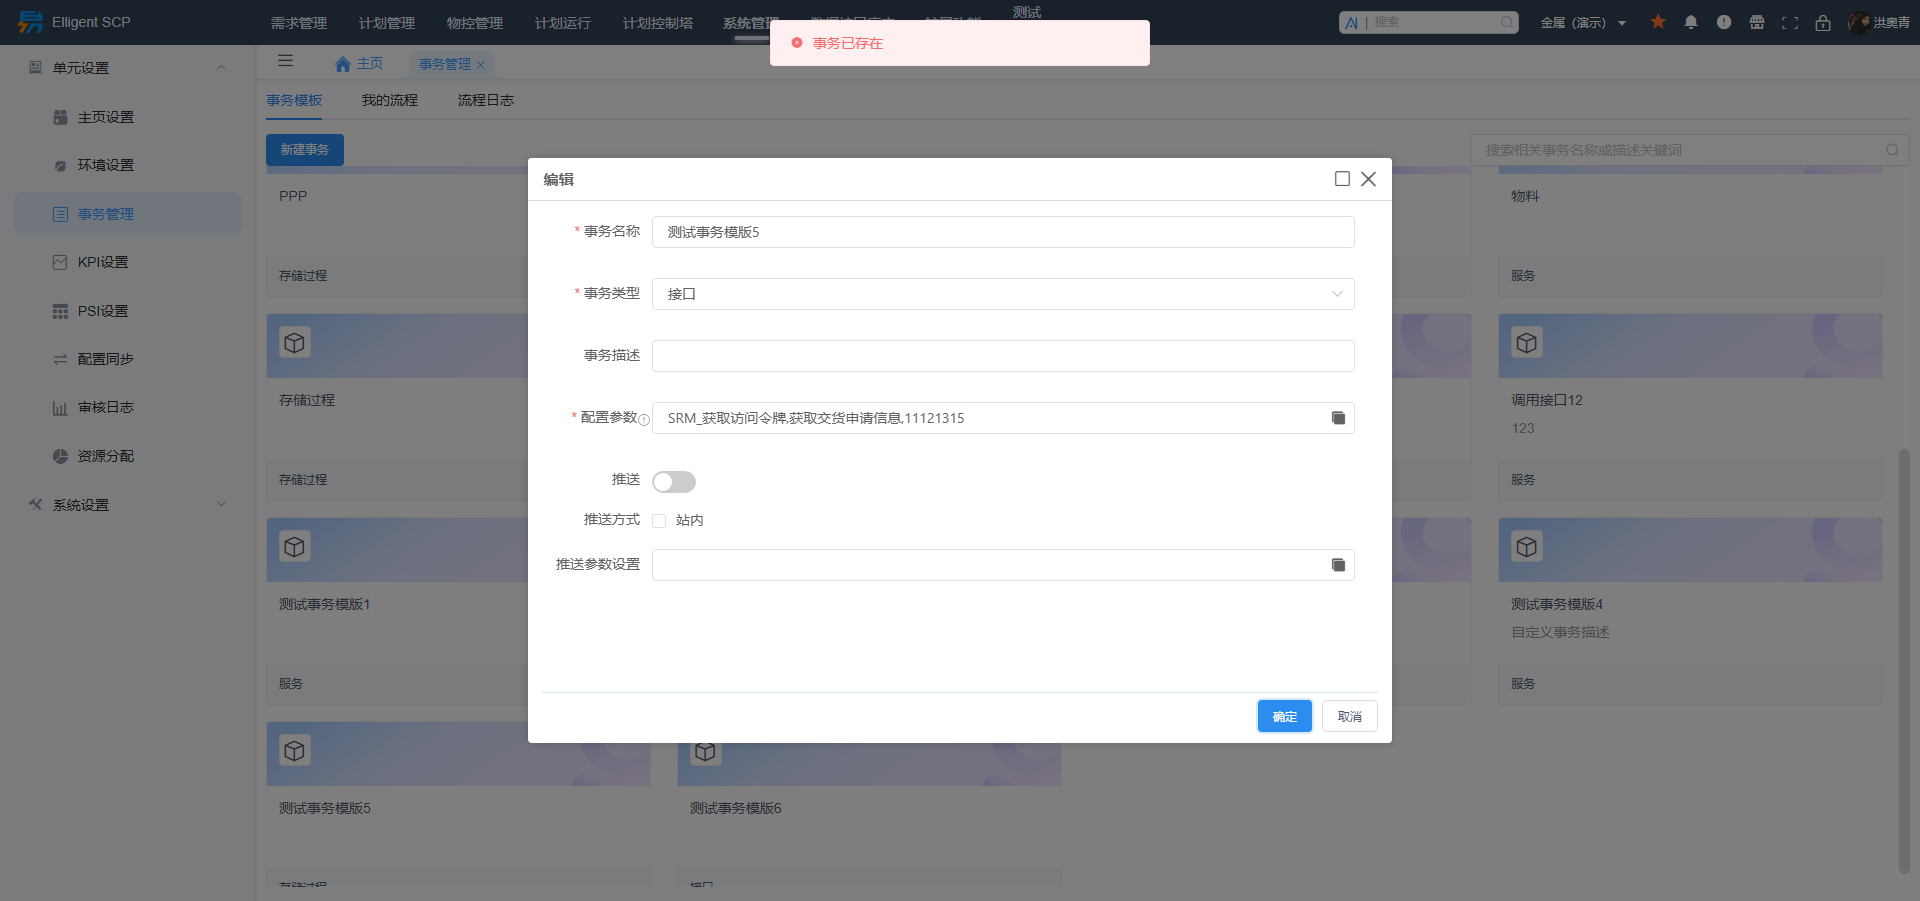 Elligent SCP
需求管理
计划管理
物控管理
计划运行
计划控制塔
系统管理
测试
AI | 搜索
金属（演示）
洪奥青
事务已存在
单元设置
主页设置
环境设置
事务管理
KPI设置
PSI设置
配置同步
审核日志
资源分配
系统设置
主页
事务管理
事务模板
我的流程
流程日志
新建事务
搜索相关事务名称或描述关键词
PPP
存储过程
物料
服务
存储过程
存储过程
调用接口12
123
服务
测试事务模版1
服务
测试事务模版4
自定义事务描述
服务
测试事务模版5
存储过程
测试事务模版6
接口
编辑
* 事务名称
测试事务模版5
* 事务类型
接口
事务描述
* 配置参数
SRM_获取访问令牌,获取交货申请信息,11121315
推送
推送方式
站内
推送参数设置
确定
取消